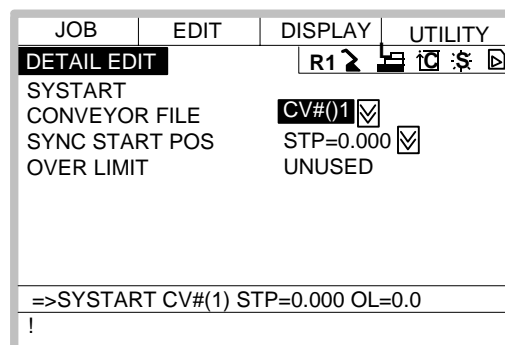 JOB EDIT DISPLAY UTILITY
DETAIL EDIT R1 C S
SYSTART
CONVEYOR FILE CV#()1
SYNC START POS STP=0.000
OVER LIMIT UNUSED
=>SYSTART CV#(1) STP=0.000 OL=0.0
!